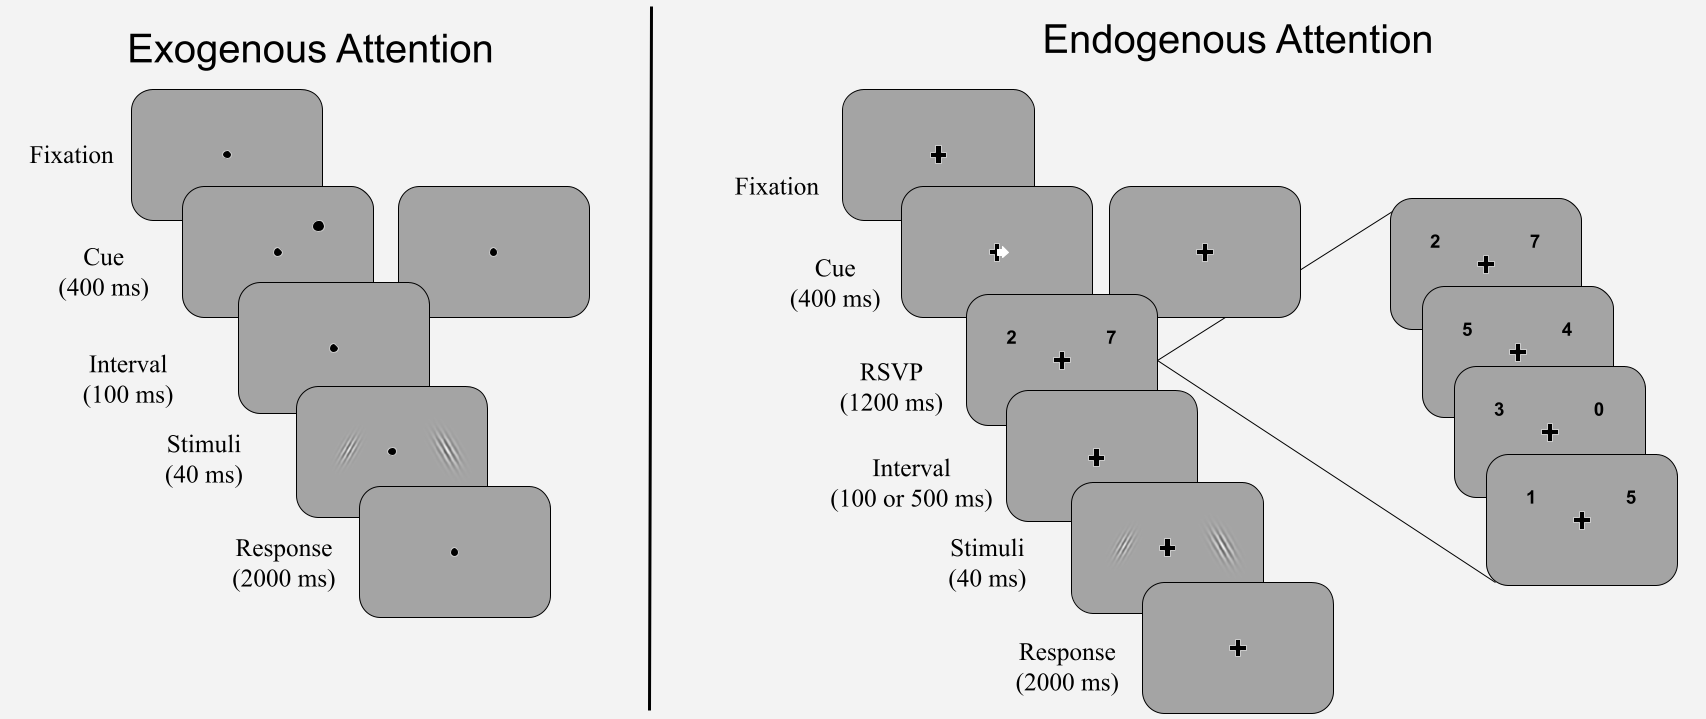 Exogenous Attention
Fixation
Cue
(400 ms)
Interval
(100 ms)
Stimuli
(40 ms)
Response
(2000 ms)
Endogenous Attention
Fixation
Cue
(400 ms)
2 7
RSVP
(1200 ms)
Interval
(100 or 500 ms)
Stimuli
(40 ms)
Response
(2000 ms)
2 7
5 4
3 0
1 5